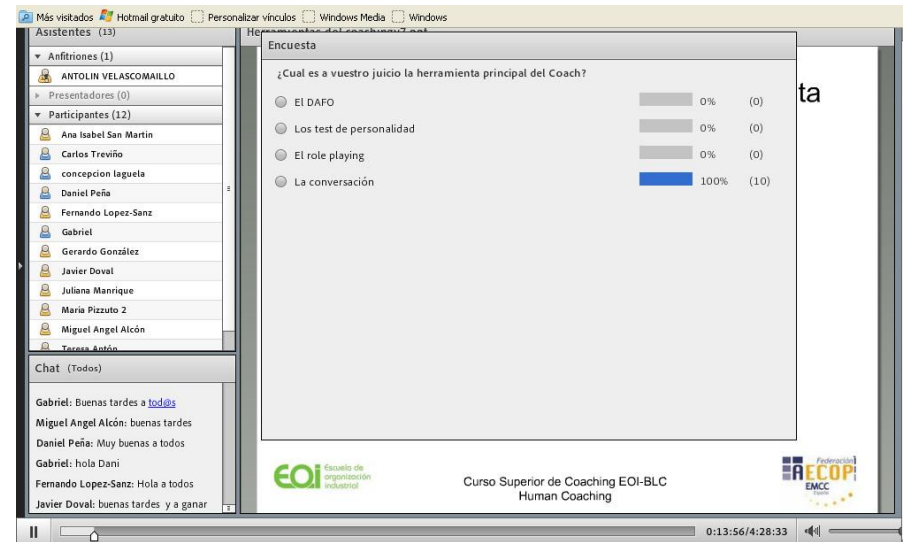 Más visitados Hotmail gratuito Personalizar vínculos Windows Media Windows
Asistentes (13)
Anfitriones (1)
ANTOLIN VELASCOMAILLO
Presentadores (0)
Participantes (12)
Ana Isabel San Martin
Carlos Treviño
concepcion laguela
Daniel Peña
Fernando Lopez-Sanz
Gabriel
Gerardo González
Javier Doval
Juliana Manrique
Maria Pizzuto 2
Miguel Angel Alcón
Teresa Antón
Chat (Todos)
Gabriel: Buenas tardes a tod@s
Miguel Angel Alcón: buenas tardes
Daniel Peña: Muy buenas a todos
Gabriel: hola Dani
Fernando Lopez-Sanz: Hola a todos
Javier Doval: buenas tardes y a ganar
Herramientas del coachingv7.ppt
Encuesta
¿Cual es a vuestro juicio la herramienta principal del Coach?
El DAFO 0% (0)
Los test de personalidad 0% (0)
El role playing 0% (0)
La conversación 100% (10)
ta
EOi escuela de
organización
industrial
Curso Superior de Coaching EOI-BLC
Human Coaching
Federación
AECOP
EMCC
España
0:13:56/4:28:33